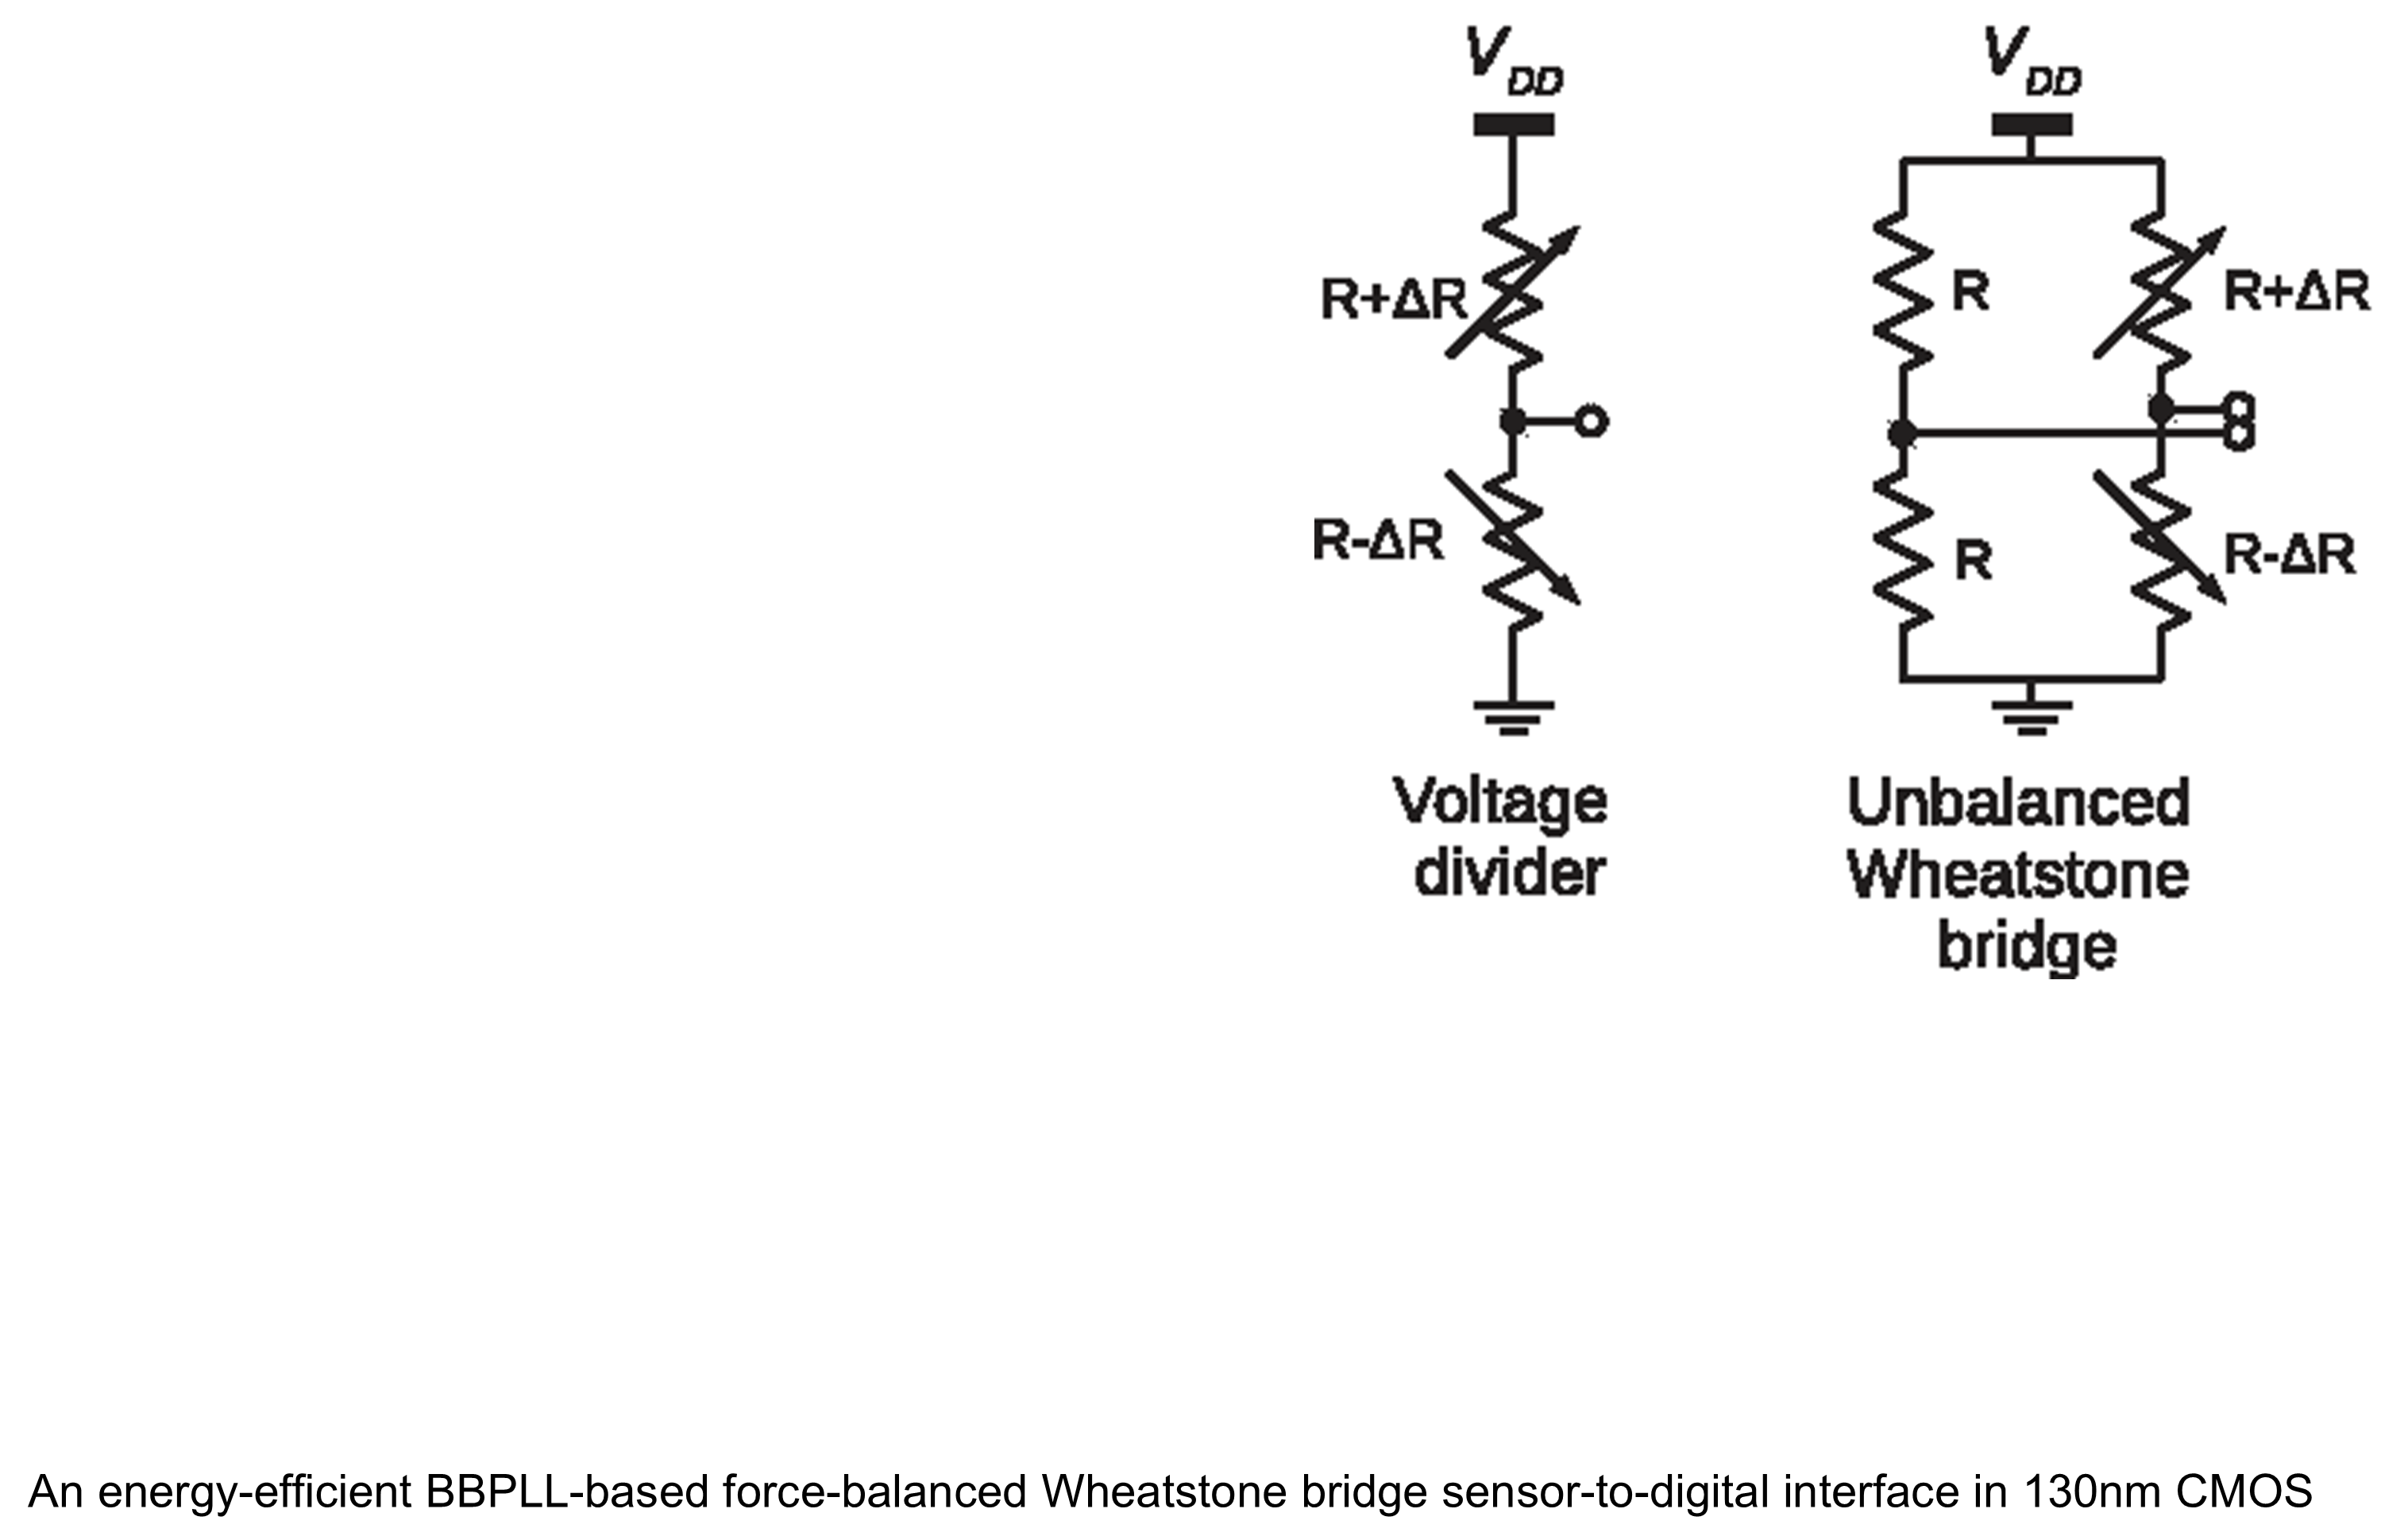 V_DD
R+ΔR
R-ΔR
Voltage
divider
V_DD
R
R+ΔR
R
R-ΔR
Unbalanced
Wheatstone
bridge
An energy-efficient BBPLL-based force-balanced Wheatstone bridge sensor-to-digital interface in 130nm CMOS